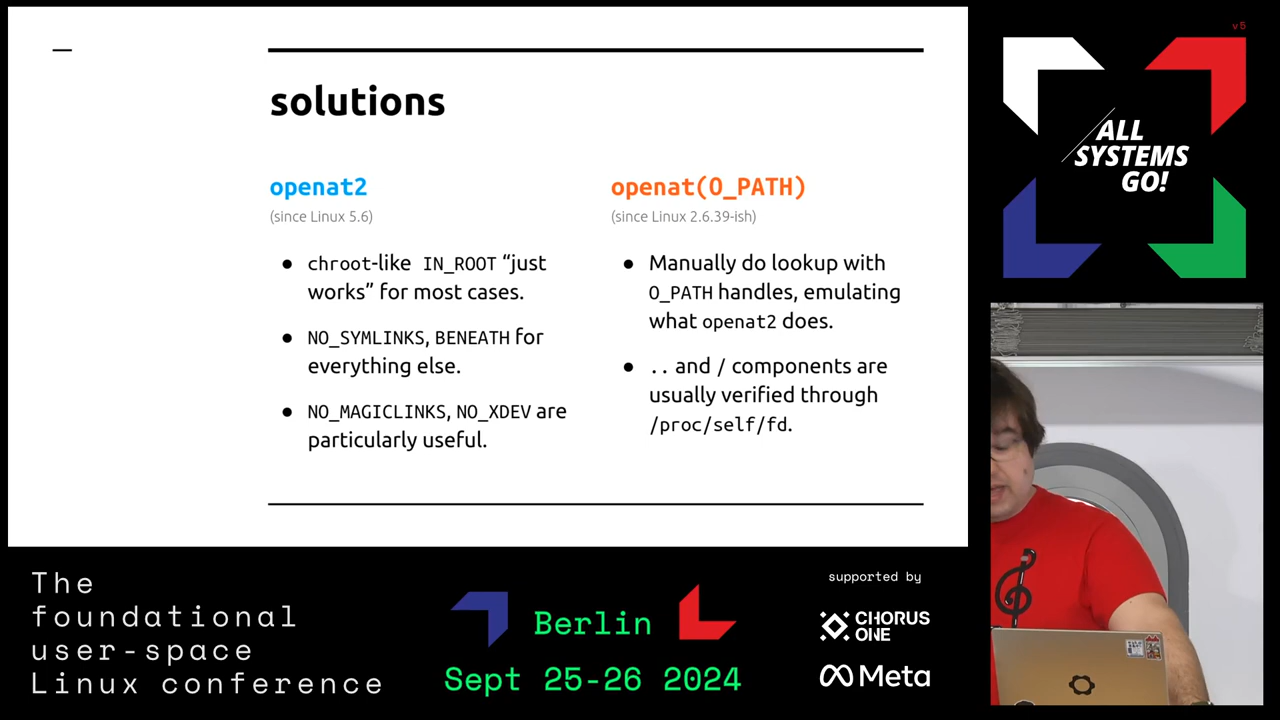 solutions
openat2
(since Linux 5.6)
● chroot-like IN_ROOT “just
works” for most cases.
● NO_SYMLINKS, BENEATH for
everything else.
● NO_MAGICLINKS, NO_XDEV are
particularly useful.
openat(O_PATH)
(since Linux 2.6.39-ish)
● Manually do lookup with
O_PATH handles, emulating
what openat2 does.
● .. and / components are
usually verified through
/proc/self/fd.
v5
ALL
SYSTEMS
GO!
The
foundational
user-space
Linux conference
Berlin
Sept 25-26 2024
supported by
CHORUS
ONE
Meta